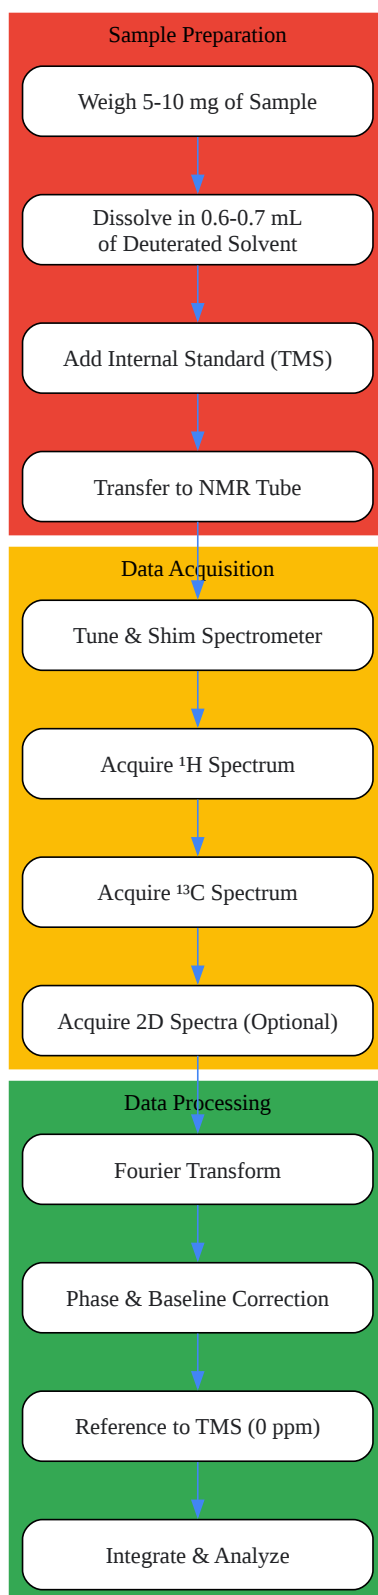 Sample Preparation
Weigh 5-10 mg of Sample
Dissolve in 0.6-0.7 mL
of Deuterated Solvent
Add Internal Standard (TMS)
Transfer to NMR Tube
Data Acquisition
Tune & Shim Spectrometer
Acquire ¹H Spectrum
Acquire ¹³C Spectrum
Acquire 2D Spectra (Optional)
Data Processing
Fourier Transform
Phase & Baseline Correction
Reference to TMS (0 ppm)
Integrate & Analyze